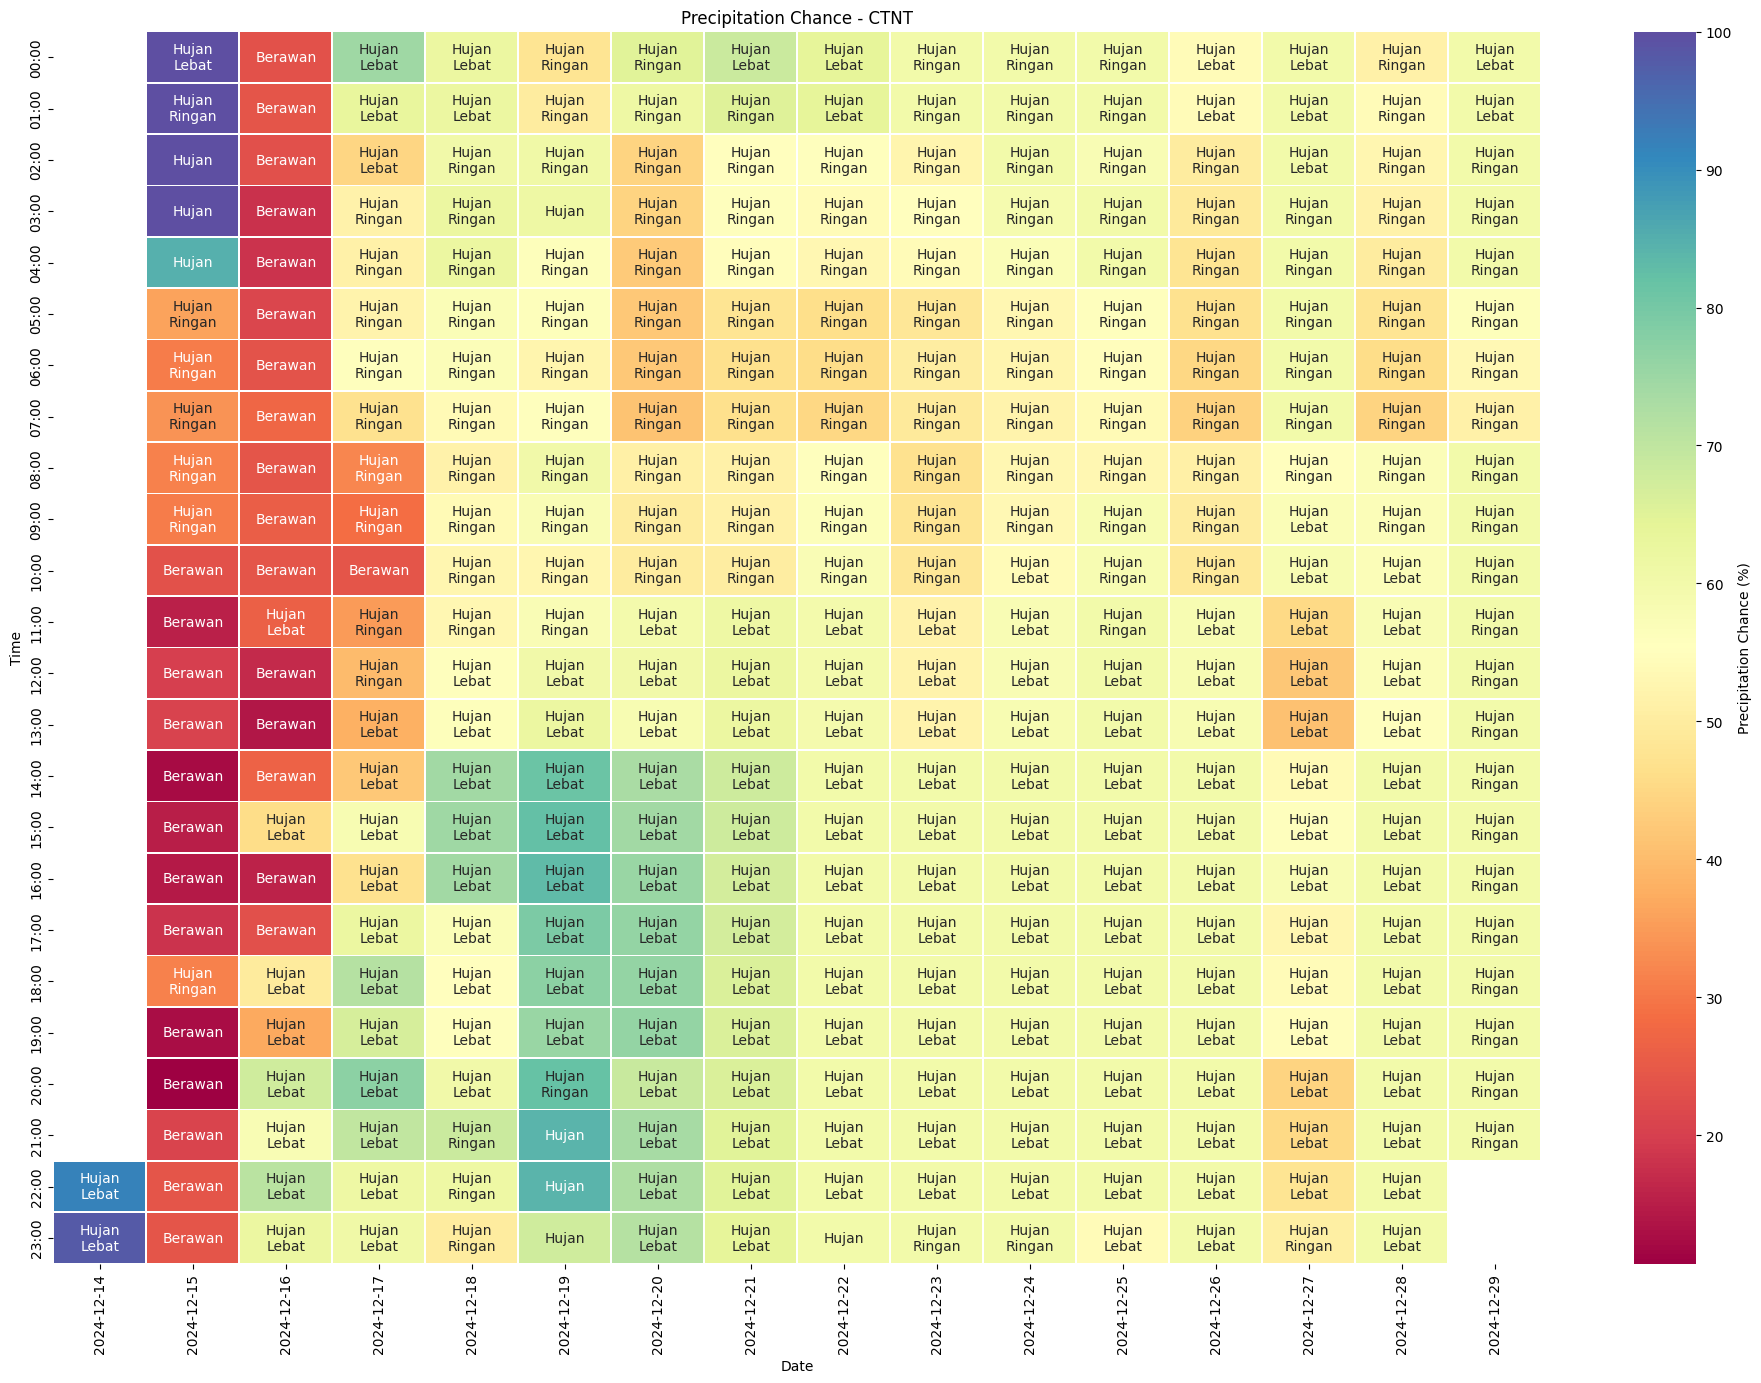 Precipitation Chance - CTNT
00:00 Hujan Lebat Berawan Hujan Lebat Hujan Lebat Hujan Ringan Hujan Ringan Hujan Lebat Hujan Lebat Hujan Ringan Hujan Ringan Hujan Ringan Hujan Lebat Hujan Lebat Hujan Ringan Hujan Lebat
01:00 Hujan Ringan Berawan Hujan Lebat Hujan Lebat Hujan Ringan Hujan Ringan Hujan Ringan Hujan Lebat Hujan Ringan Hujan Ringan Hujan Ringan Hujan Lebat Hujan Lebat Hujan Ringan Hujan Lebat
02:00 Hujan Berawan Hujan Lebat Hujan Ringan Hujan Ringan Hujan Ringan Hujan Ringan Hujan Ringan Hujan Ringan Hujan Ringan Hujan Ringan Hujan Ringan Hujan Lebat Hujan Ringan Hujan Ringan
03:00 Hujan Berawan Hujan Ringan Hujan Ringan Hujan Hujan Ringan Hujan Ringan Hujan Ringan Hujan Ringan Hujan Ringan Hujan Ringan Hujan Ringan Hujan Ringan Hujan Ringan Hujan Ringan
04:00 Hujan Berawan Hujan Ringan Hujan Ringan Hujan Ringan Hujan Ringan Hujan Ringan Hujan Ringan Hujan Ringan Hujan Ringan Hujan Ringan Hujan Ringan Hujan Ringan Hujan Ringan Hujan Ringan
05:00 Hujan Ringan Berawan Hujan Ringan Hujan Ringan Hujan Ringan Hujan Ringan Hujan Ringan Hujan Ringan Hujan Ringan Hujan Ringan Hujan Ringan Hujan Ringan Hujan Ringan Hujan Ringan Hujan Ringan
06:00 Hujan Ringan Berawan Hujan Ringan Hujan Ringan Hujan Ringan Hujan Ringan Hujan Ringan Hujan Ringan Hujan Ringan Hujan Ringan Hujan Ringan Hujan Ringan Hujan Ringan Hujan Ringan Hujan Ringan
07:00 Hujan Ringan Berawan Hujan Ringan Hujan Ringan Hujan Ringan Hujan Ringan Hujan Ringan Hujan Ringan Hujan Ringan Hujan Ringan Hujan Ringan Hujan Ringan Hujan Ringan Hujan Ringan Hujan Ringan
08:00 Hujan Ringan Berawan Hujan Ringan Hujan Ringan Hujan Ringan Hujan Ringan Hujan Ringan Hujan Ringan Hujan Ringan Hujan Ringan Hujan Ringan Hujan Ringan Hujan Ringan Hujan Ringan Hujan Ringan
09:00 Hujan Ringan Berawan Hujan Ringan Hujan Ringan Hujan Ringan Hujan Ringan Hujan Ringan Hujan Ringan Hujan Ringan Hujan Ringan Hujan Ringan Hujan Ringan Hujan Lebat Hujan Ringan Hujan Ringan
10:00 Berawan Berawan Berawan Hujan Ringan Hujan Ringan Hujan Ringan Hujan Ringan Hujan Ringan Hujan Ringan Hujan Lebat Hujan Ringan Hujan Ringan Hujan Lebat Hujan Lebat Hujan Ringan
11:00 Berawan Hujan Lebat Hujan Ringan Hujan Ringan Hujan Ringan Hujan Lebat Hujan Lebat Hujan Lebat Hujan Lebat Hujan Lebat Hujan Ringan Hujan Lebat Hujan Lebat Hujan Lebat Hujan Ringan
12:00 Berawan Berawan Hujan Ringan Hujan Lebat Hujan Lebat Hujan Lebat Hujan Lebat Hujan Lebat Hujan Lebat Hujan Lebat Hujan Lebat Hujan Lebat Hujan Lebat Hujan Lebat Hujan Ringan
13:00 Berawan Berawan Hujan Lebat Hujan Lebat Hujan Lebat Hujan Lebat Hujan Lebat Hujan Lebat Hujan Lebat Hujan Lebat Hujan Lebat Hujan Lebat Hujan Lebat Hujan Lebat Hujan Ringan
14:00 Berawan Berawan Hujan Lebat Hujan Lebat Hujan Lebat Hujan Lebat Hujan Lebat Hujan Lebat Hujan Lebat Hujan Lebat Hujan Lebat Hujan Lebat Hujan Lebat Hujan Lebat Hujan Ringan
15:00 Berawan Hujan Lebat Hujan Lebat Hujan Lebat Hujan Lebat Hujan Lebat Hujan Lebat Hujan Lebat Hujan Lebat Hujan Lebat Hujan Lebat Hujan Lebat Hujan Lebat Hujan Lebat Hujan Ringan
16:00 Berawan Berawan Hujan Lebat Hujan Lebat Hujan Lebat Hujan Lebat Hujan Lebat Hujan Lebat Hujan Lebat Hujan Lebat Hujan Lebat Hujan Lebat Hujan Lebat Hujan Lebat Hujan Ringan
17:00 Berawan Berawan Hujan Lebat Hujan Lebat Hujan Lebat Hujan Lebat Hujan Lebat Hujan Lebat Hujan Lebat Hujan Lebat Hujan Lebat Hujan Lebat Hujan Lebat Hujan Lebat Hujan Ringan
18:00 Hujan Ringan Hujan Lebat Hujan Lebat Hujan Lebat Hujan Lebat Hujan Lebat Hujan Lebat Hujan Lebat Hujan Lebat Hujan Lebat Hujan Lebat Hujan Lebat Hujan Lebat Hujan Lebat Hujan Ringan
19:00 Berawan Hujan Lebat Hujan Lebat Hujan Lebat Hujan Lebat Hujan Lebat Hujan Lebat Hujan Lebat Hujan Lebat Hujan Lebat Hujan Lebat Hujan Lebat Hujan Lebat Hujan Lebat Hujan Ringan
20:00 Berawan Hujan Lebat Hujan Lebat Hujan Lebat Hujan Ringan Hujan Lebat Hujan Lebat Hujan Lebat Hujan Lebat Hujan Lebat Hujan Lebat Hujan Lebat Hujan Lebat Hujan Lebat Hujan Ringan
21:00 Berawan Hujan Lebat Hujan Lebat Hujan Ringan Hujan Hujan Lebat Hujan Lebat Hujan Lebat Hujan Lebat Hujan Lebat Hujan Lebat Hujan Lebat Hujan Lebat Hujan Lebat Hujan Ringan
22:00 Hujan Lebat Berawan Hujan Lebat Hujan Lebat Hujan Ringan Hujan Hujan Lebat Hujan Lebat Hujan Lebat Hujan Lebat Hujan Lebat Hujan Lebat Hujan Lebat Hujan Lebat Hujan Lebat
23:00 Hujan Lebat Berawan Hujan Lebat Hujan Lebat Hujan Ringan Hujan Hujan Lebat Hujan Lebat Hujan Hujan Ringan Hujan Ringan Hujan Lebat Hujan Lebat Hujan Ringan Hujan Lebat
Time
2024-12-14 2024-12-15 2024-12-16 2024-12-17 2024-12-18 2024-12-19 2024-12-20 2024-12-21 2024-12-22 2024-12-23 2024-12-24 2024-12-25 2024-12-26 2024-12-27 2024-12-28 2024-12-29
Date
100
90
80
70
60
50
40
30
20
Precipitation Chance (%)